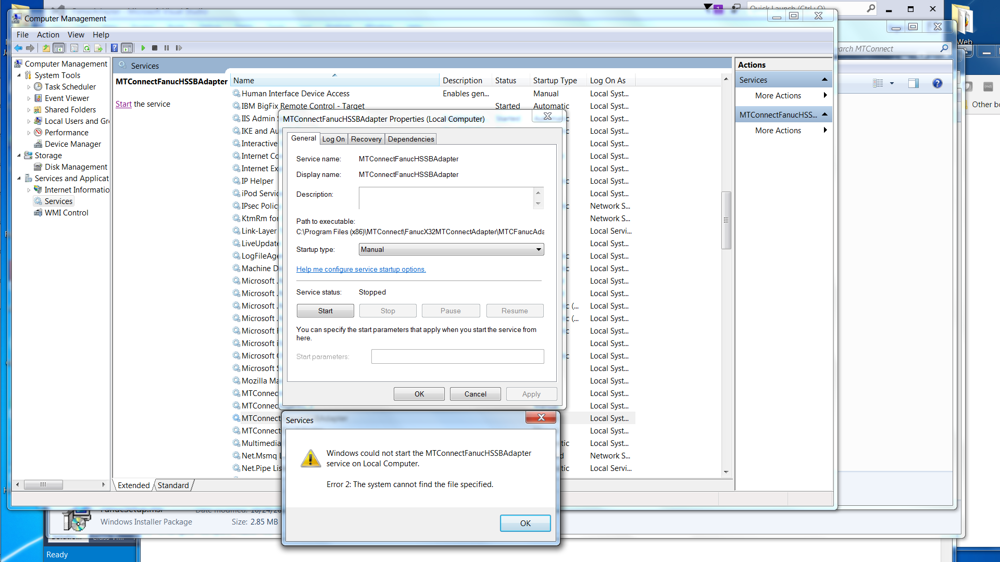 Computer Management
File Action View Help
Computer Management
System Tools
Task Scheduler
Event Viewer
Shared Folders
Local Users and Gr
Performance
Device Manager
Storage
Disk Management
Services and Applicat
Internet Informatio
Services
WMI Control
Services
MTConnectFanucHSSBAdapter
Start the service
Name Description Status Startup Type Log On As
Human Interface Device Access Enables gen... Manual Local Syst...
IBM BigFix Remote Control - Target Started Automatic Local Syst...
IIS Admin Local Syst...
IKE and Au Local Syst...
Interactive Local Syst...
Internet Co Local Syst...
Internet Ex Local Syst...
IP Helper Local Syst...
iPod Servic Local Syst...
IPsec Polic Network S...
KtmRm for Network S...
Link-Layer Local Servi...
LiveUpdate Local Syst...
LogFileAge Local Syst...
Machine D Local Syst...
Microsoft . Local Syst...
Microsoft . Local Syst...
Microsoft . c (... Local Syst...
Microsoft . c (... Local Syst...
Microsoft F Local Syst...
Microsoft i Local Syst...
Microsoft Local Syst...
Microsoft S Local Syst...
Mozilla Ma Local Syst...
MTConnec Local Syst...
MTConnec Local Syst...
MTConnect Local Syst...
MTConnect Local Syst...
Multimedia tic Local Syst...
Net.Msmq L d Network S...
Net.Pipe Lis tic Local Servi...
Extended Standard
Actions
Services
More Actions
MTConnectFanucHSS...
More Actions
MTConnectFanucHSSBAdapter Properties (Local Computer)
General Log On Recovery Dependencies
Service name: MTConnectFanucHSSBAdapter
Display name: MTConnectFanucHSSBAdapter
Description:
Path to executable:
C:\Program Files (x86)\MTConnect\FanucX32MTConnectAdapter\MTCFanucAda
Startup type: Manual
Help me configure service startup options.
Service status: Stopped
Start Stop Pause Resume
You can specify the start parameters that apply when you start the service from
here.
Start parameters:
OK Cancel Apply
Services
Windows could not start the MTConnectFanucHSSBAdapter
service on Local Computer.
Error 2: The system cannot find the file specified.
OK
Quick Launch (Ctrl+Q)
1
Web
arch MTConnect
Other bo
FanucSetup.msi Date modified: 10/24/20
Windows Installer Package Size: 2.85 MB
Ready